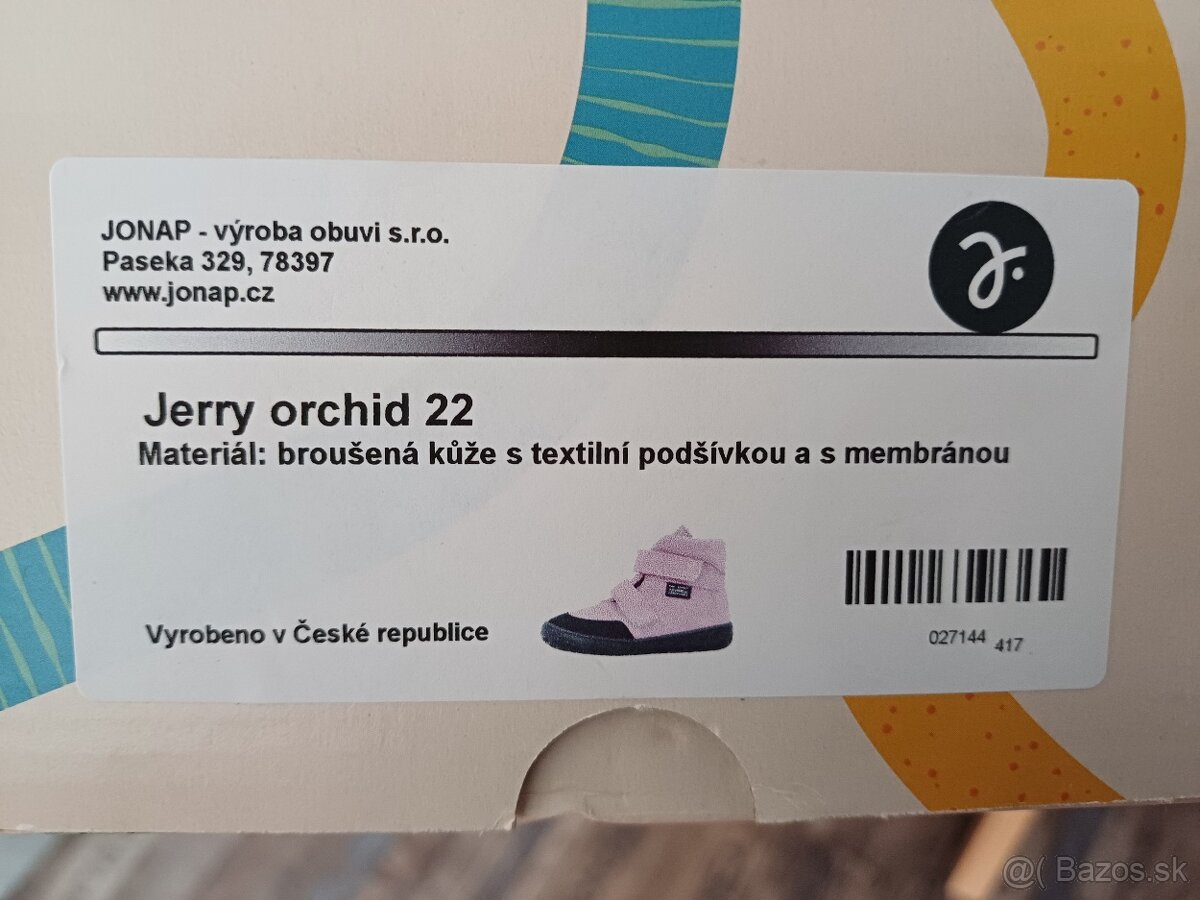 JONAP - výroba obuvi s.r.o.
Paseka 329, 78397
www.jonap.cz
j.
Jerry orchid 22
Materiál: broušená kůže s textilní podšívkou a s membránou
Vyrobeno v České republice
027144 417
@( Bazos.sk